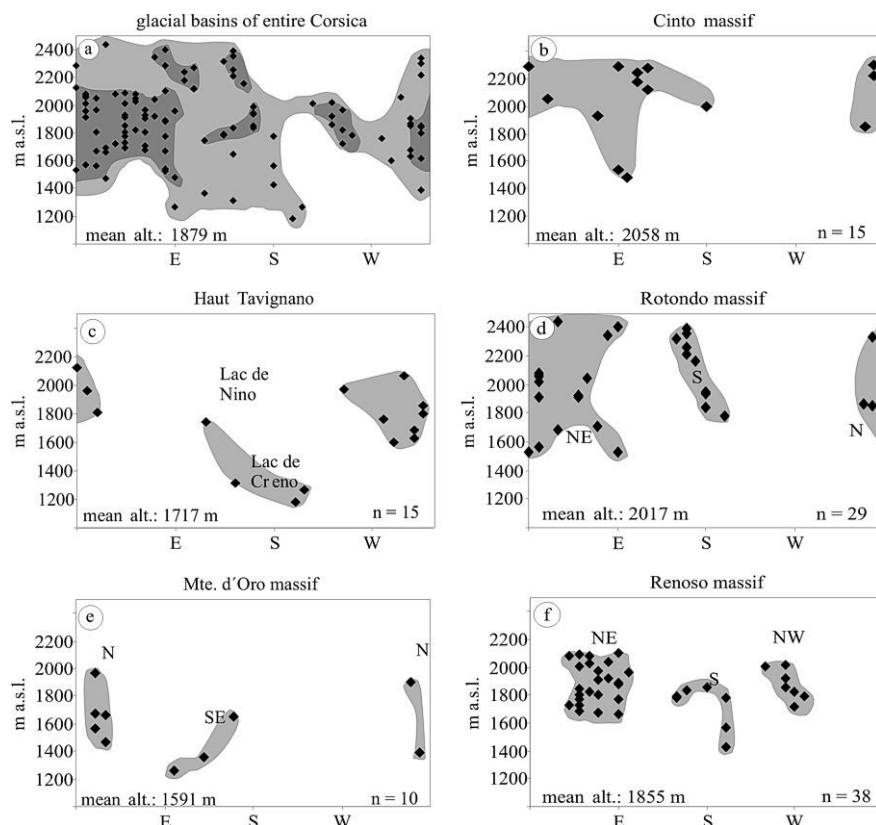 glacial basins of entire Corsica
a
m a.s.l.
2400
2200
2000
1800
1600
1400
1200
mean alt.: 1879 m
E S W
Cinto massif
b
m a.s.l.
2200
2000
1800
1600
1400
1200
mean alt.: 2058 m
n = 15
E S W
Haut Tavignano
c
m a.s.l.
2200
2000
1800
1600
1400
1200
Lac de
Nino
Lac de
Creno
mean alt.: 1717 m
n = 15
E S W
Rotondo massif
d
m a.s.l.
2400
2200
2000
1800
1600
1400
1200
S
NE
N
mean alt.: 2017 m
n = 29
E S W
Mte. d´Oro massif
e
m a.s.l.
2200
2000
1800
1600
1400
1200
N
N
SE
mean alt.: 1591 m
n = 10
E S W
Renoso massif
f
m a.s.l.
2200
2000
1800
1600
1400
1200
NE
NW
S
mean alt.: 1855 m
n = 38
E S W